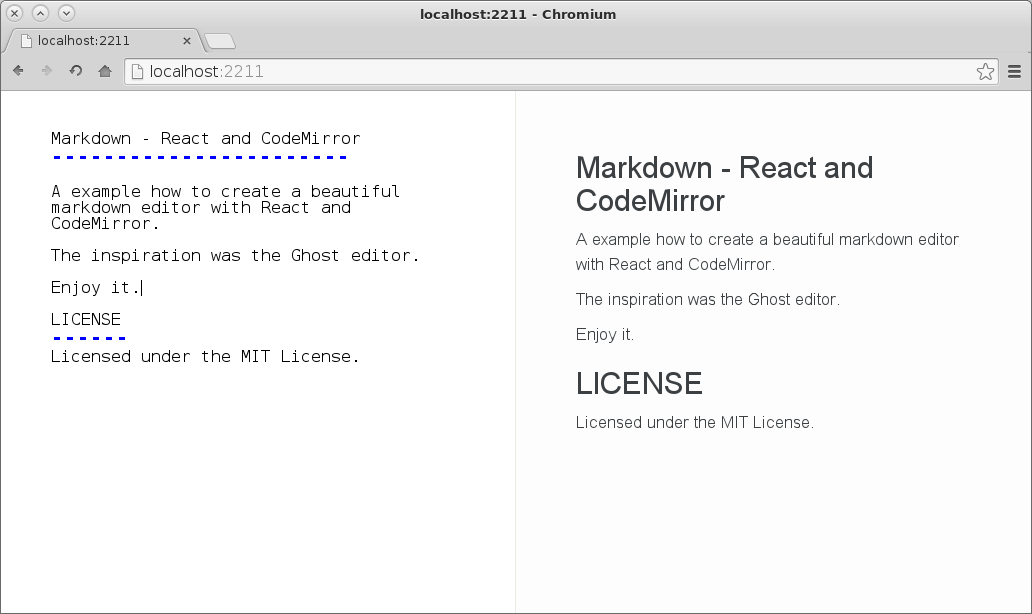 localhost:2211 - Chromium
localhost:2211
localhost:2211
Markdown - React and CodeMirror
-----------------------
A example how to create a beautiful
markdown editor with React and
CodeMirror.
The inspiration was the Ghost editor.
Enjoy it.
LICENSE
------
Licensed under the MIT License.
Markdown - React and
CodeMirror
A example how to create a beautiful markdown editor
with React and CodeMirror.
The inspiration was the Ghost editor.
Enjoy it.
LICENSE
Licensed under the MIT License.